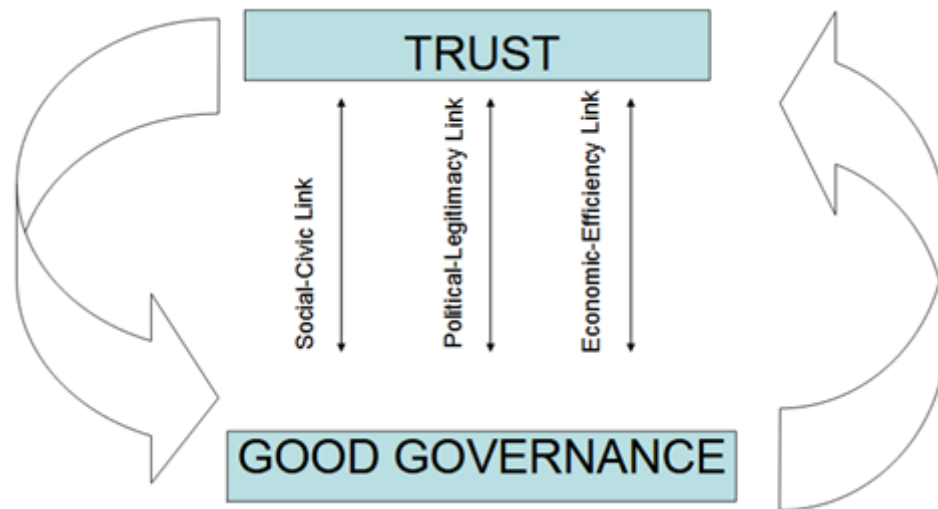 TRUST
Social-Civic Link
Political-Legitimacy Link
Economic-Efficiency Link
GOOD GOVERNANCE